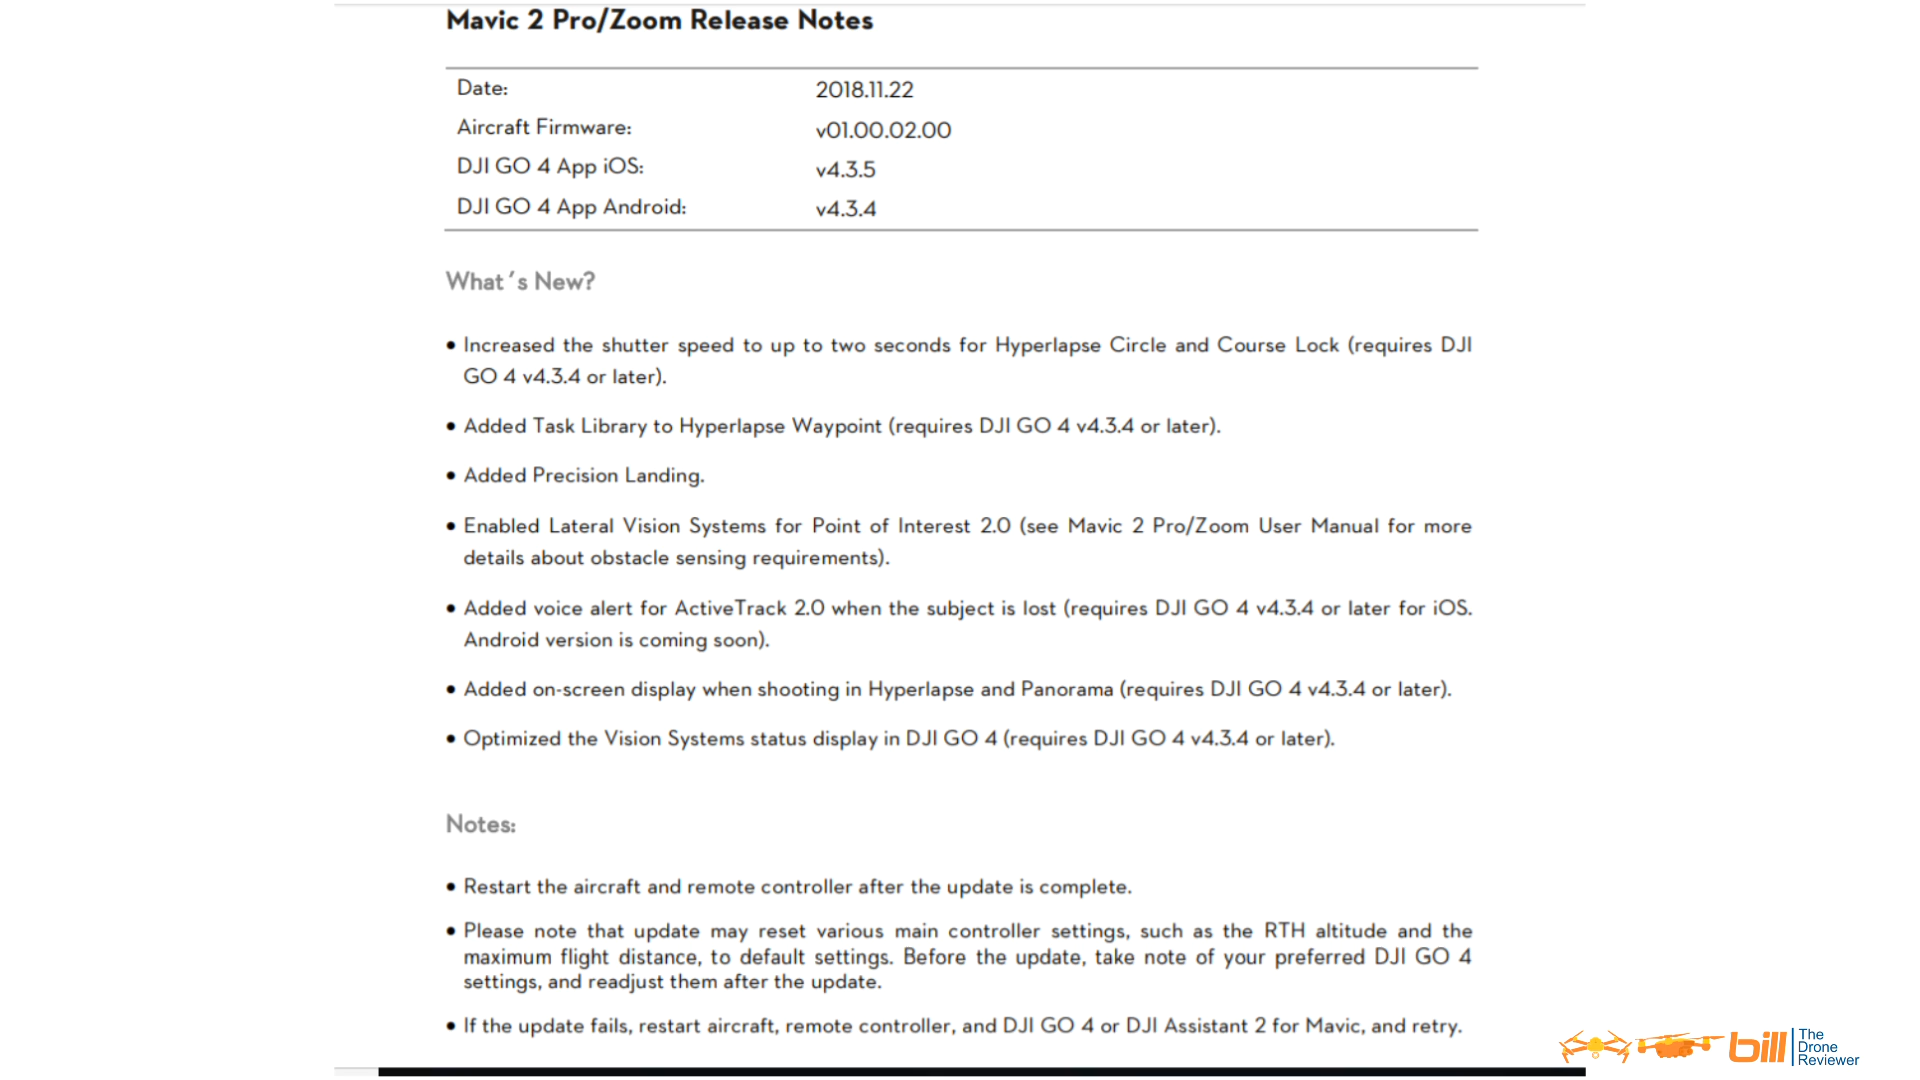 Mavic 2 Pro/Zoom Release Notes
Date: 2018.11.22
Aircraft Firmware: v01.00.02.00
DJI GO 4 App iOS: v4.3.5
DJI GO 4 App Android: v4.3.4
What's New?
• Increased the shutter speed to up to two seconds for Hyperlapse Circle and Course Lock (requires DJI
GO 4 v4.3.4 or later).
• Added Task Library to Hyperlapse Waypoint (requires DJI GO 4 v4.3.4 or later).
• Added Precision Landing.
• Enabled Lateral Vision Systems for Point of Interest 2.0 (see Mavic 2 Pro/Zoom User Manual for more
details about obstacle sensing requirements).
• Added voice alert for ActiveTrack 2.0 when the subject is lost (requires DJI GO 4 v4.3.4 or later for iOS.
Android version is coming soon).
• Added on-screen display when shooting in Hyperlapse and Panorama (requires DJI GO 4 v4.3.4 or later).
• Optimized the Vision Systems status display in DJI GO 4 (requires DJI GO 4 v4.3.4 or later).
Notes:
• Restart the aircraft and remote controller after the update is complete.
• Please note that update may reset various main controller settings, such as the RTH altitude and the
maximum flight distance, to default settings. Before the update, take note of your preferred DJI GO 4
settings, and readjust them after the update.
• If the update fails, restart aircraft, remote controller, and DJI GO 4 or DJI Assistant 2 for Mavic, and retry.
bill
The
Drone
Reviewer